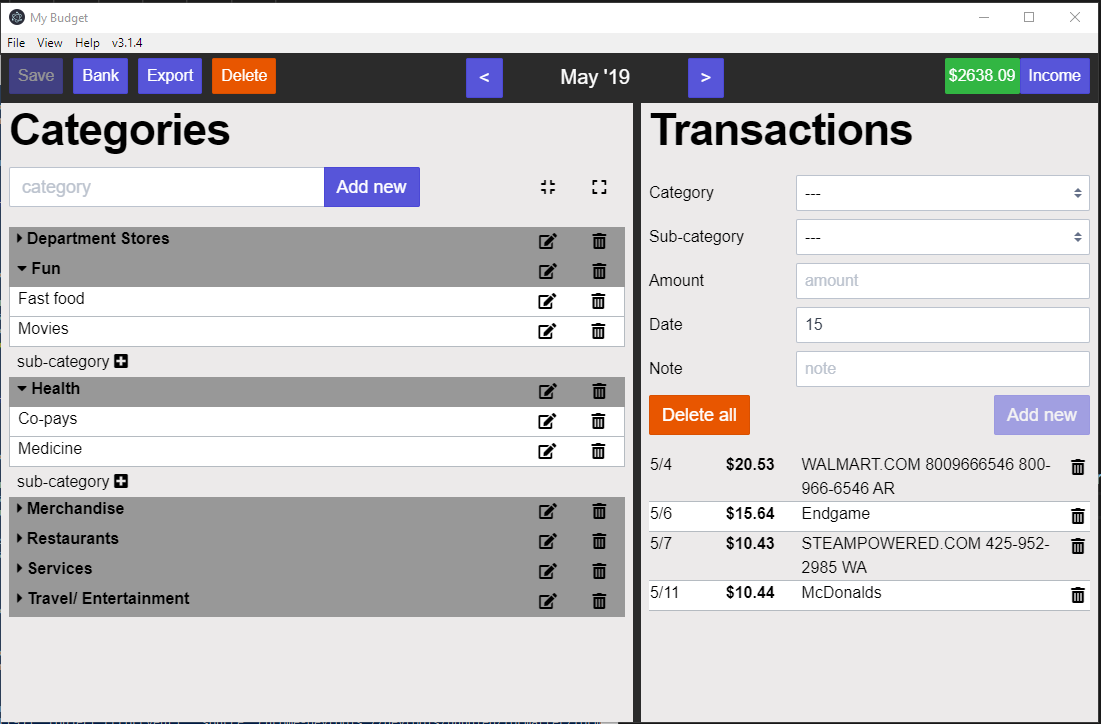 My Budget
File View Help v3.1.4
Save Bank Export Delete < May '19 > $2638.09 Income
Categories
category Add new
Department Stores
Fun
Fast food
Movies
sub-category
Health
Co-pays
Medicine
sub-category
Merchandise
Restaurants
Services
Travel/ Entertainment
Transactions
Category ---
Sub-category ---
Amount amount
Date 15
Note note
Delete all Add new
5/4 $20.53 WALMART.COM 8009666546 800-
966-6546 AR
5/6 $15.64 Endgame
5/7 $10.43 STEAMPOWERED.COM 425-952-
2985 WA
5/11 $10.44 McDonalds